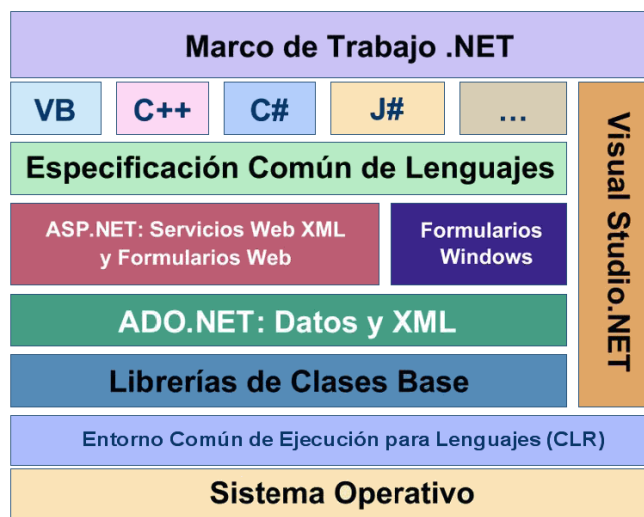 Marco de Trabajo .NET
VB
C++
C#
J#
...
Especificación Común de Lenguajes
ASP.NET: Servicios Web XML
y Formularios Web
Formularios
Windows
ADO.NET: Datos y XML
Librerías de Clases Base
Visual Studio.NET
Entorno Común de Ejecución para Lenguajes (CLR)
Sistema Operativo